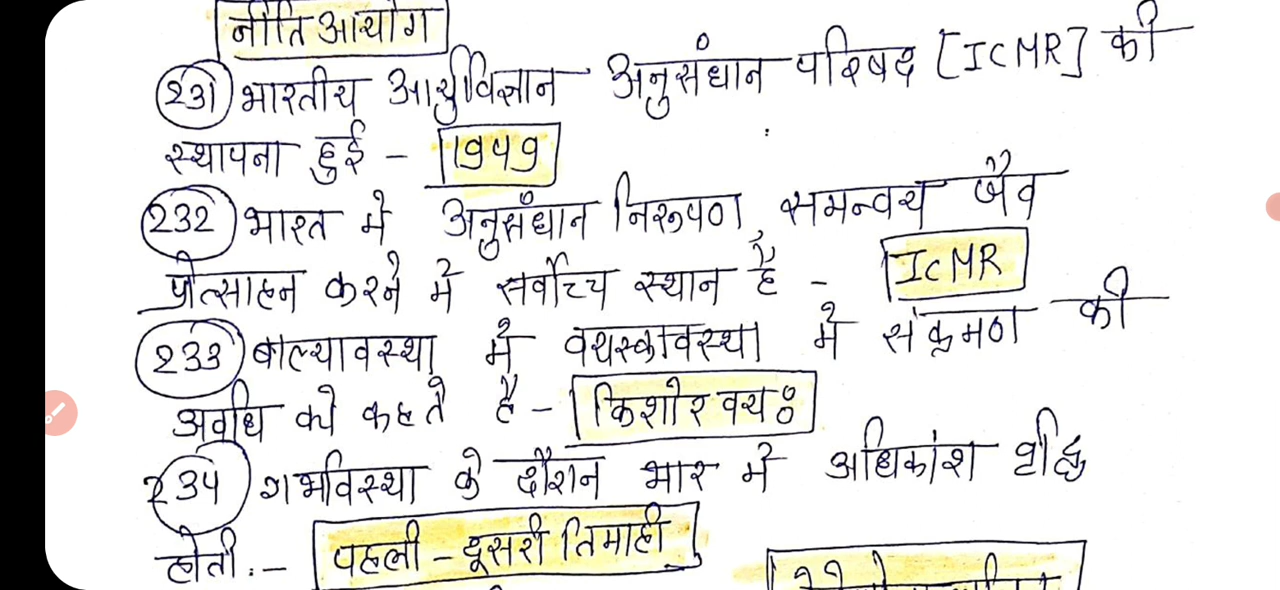 नीति आयोग
231 भारतीय आयुर्विज्ञान अनुसंधान परिषद [ICMR] की
स्थापना हुई - 1949
232 भारत में अनुसंधान निरूपण, समन्वय जैव
प्रोत्साहन करने में सर्वोच्च स्थान है - ICMR
233 बाल्यावस्था में वयस्कावस्था में संक्रमण की
अवधि को कहते है - किशोर वयः
234 गर्भावस्था के दौरान भार में अधिकांश वृद्धि
होती :- पहली - दूसरी तिमाही